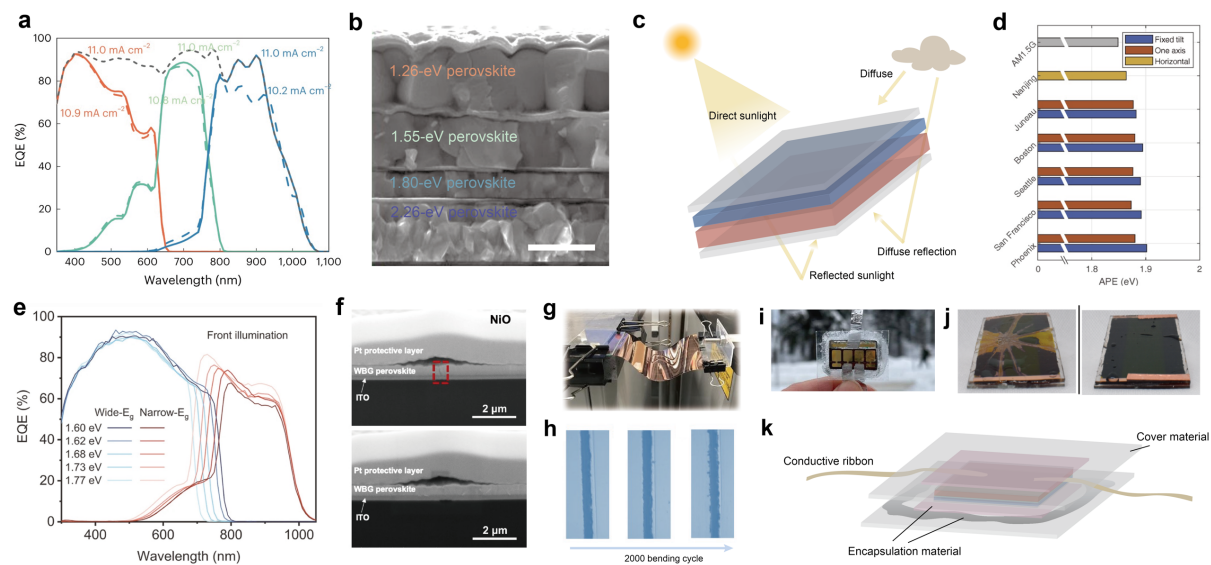 a
11.0 mA cm⁻²
11.0 mA cm⁻²
11.0 mA cm⁻²
10.9 mA cm⁻²
10.8 mA cm⁻²
10.2 mA cm⁻²
EQE (%)
100
80
60
40
20
0
400
500
600
700
800
900
1,000
1,100
Wavelength (nm)
b
1.26-eV perovskite
1.55-eV perovskite
1.80-eV perovskite
2.26-eV perovskite
c
Diffuse
Direct sunlight
Diffuse reflection
Reflected sunlight
d
Fixed tilt
One axis
Horizontal
AM1.5G
Nanjing
Juneau
Boston
Seattle
San Francisco
Phoenix
0
1.8
1.9
2
APE (eV)
e
Front illumination
EQE (%)
100
80
60
40
20
0
Wide-Eg Narrow-Eg
1.60 eV
1.62 eV
1.68 eV
1.73 eV
1.77 eV
400
600
800
1000
Wavelength (nm)
f
NiO
Pt protective layer
WBG perovskite
ITO
2 µm
Pt protective layer
WBG perovskite
ITO
2 µm
g
h
2000 bending cycle
i
j
k
Cover material
Conductive ribbon
Encapsulation material